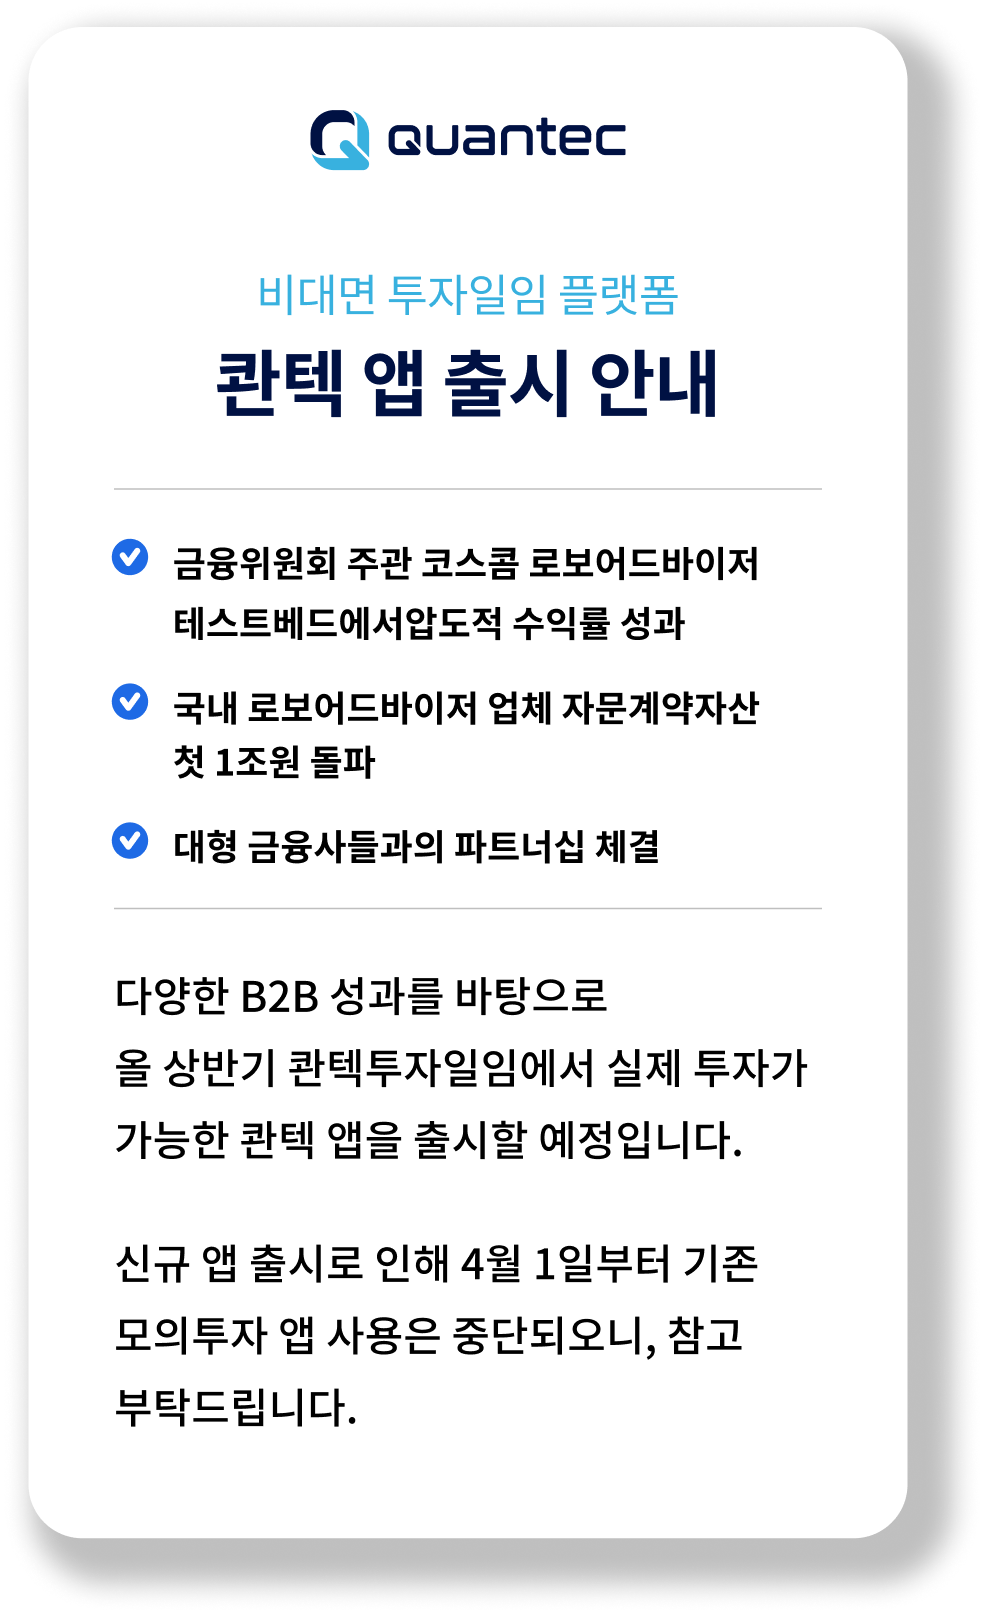 quantec
비대면 투자일임 플랫폼
콴텍 앱 출시 안내
금융위원회 주관 코스콤 로보어드바이저
테스트베드에서압도적 수익률 성과
국내 로보어드바이저 업체 자문계약자산
첫 1조원 돌파
대형 금융사들과의 파트너십 체결
다양한 B2B 성과를 바탕으로
올 상반기 콴텍투자일임에서 실제 투자가
가능한 콴텍 앱을 출시할 예정입니다.
신규 앱 출시로 인해 4월 1일부터 기존
모의투자 앱 사용은 중단되오니, 참고
부탁드립니다.